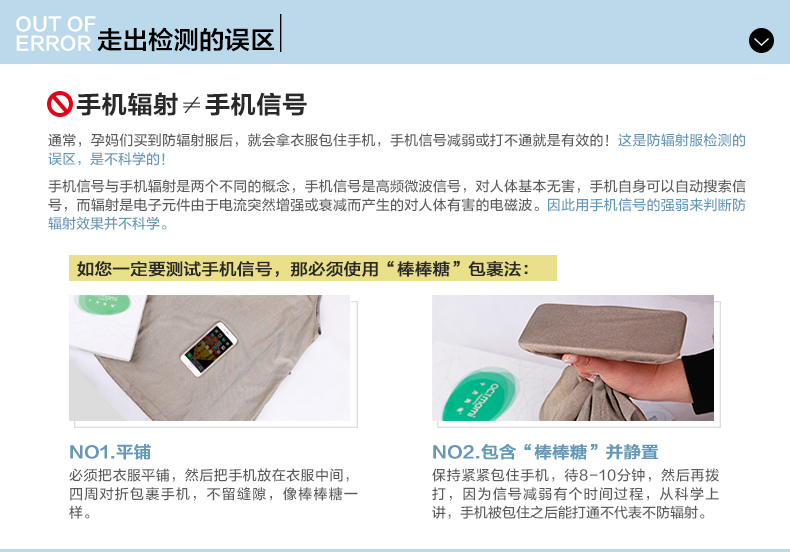 OUT OF
ERROR 走出检测的误区
手机辐射≠手机信号
通常，孕妈们买到防辐射服后，就会拿衣服包住手机，手机信号减弱或打不通就是有效的！这是防辐射服检测的
误区，是不科学的！
手机信号与手机辐射是两个不同的概念，手机信号是高频微波信号，对人体基本无害，手机自身可以自动搜索信
号，而辐射是电子元件由于电流突然增强或衰减而产生的对人体有害的电磁波。因此用手机信号的强弱来判断防
辐射效果并不科学。
如您一定要测试手机信号，那必须使用“棒棒糖”包裹法：
octmami
NO1.平铺
必须把衣服平铺，然后把手机放在衣服中间，
四周对折包裹手机，不留缝隙，像棒棒糖一
样。
NO2.包含“棒棒糖”并静置
保持紧紧包住手机，待8-10分钟，然后再拨
打，因为信号减弱有个时间过程，从科学上
讲，手机被包住之后能打通不代表不防辐射。